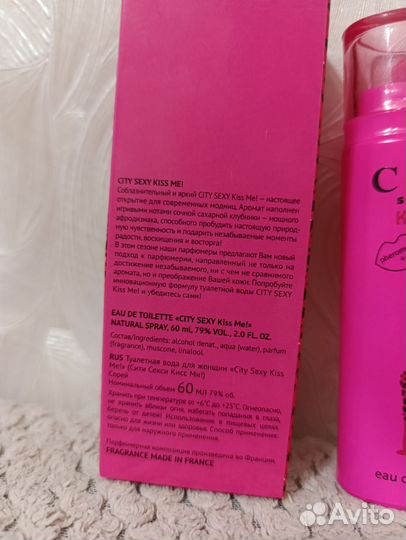 CITY SEXY KISS ME!
Соблазнительный и яркий CITY SEXY Kiss Me! — настоящее
открытие для современных модниц. Аромат наполнен
игривыми нотами сочной сахарной клубники — мощного
афродизиака, способного пробудить настоящую природ-
ную чувственность и подарить незабываемые моменты
радости, восхищения и восторга!
В этом сезоне наши парфюмеры предлагают Вам новый
подход к парфюмерии, направленный не только на
достижение незабываемого, ни с чем не сравнимого
аромата, но и преображение Вашей кожи. Попробуйте
инновационную формулу туалетной воды CITY SEXY
Kiss Me! и убедитесь сами!
EAU DE TOILETTE «CITY SEXY Kiss Me!»
NATURAL SPRAY, 60 ml, 79% VOL., 2.0 FL. OZ.
Состав/Ingredients: alcohol denat., aqua (water), parfum
(fragrance), muscone, linalool.
RUS Туалетная вода для женщин «City Sexy Kiss
Me!» (Сити Секси Кисс Ми!)
Спрей
Номинальный объем 60 мл 79% об.
Хранить при температуре от +6°С до +25°С. Огнеопасно,
не хранить вблизи огня, избегать попадания в глаза,
беречь от детей! Использование в пищевых целях
опасно для жизни или здоровья. Способ применения:
только для наружного применения.
Парфюмерная композиция произведена во Франции.
FRAGRANCE MADE IN FRANCE
C
S
K
eau d
Avito